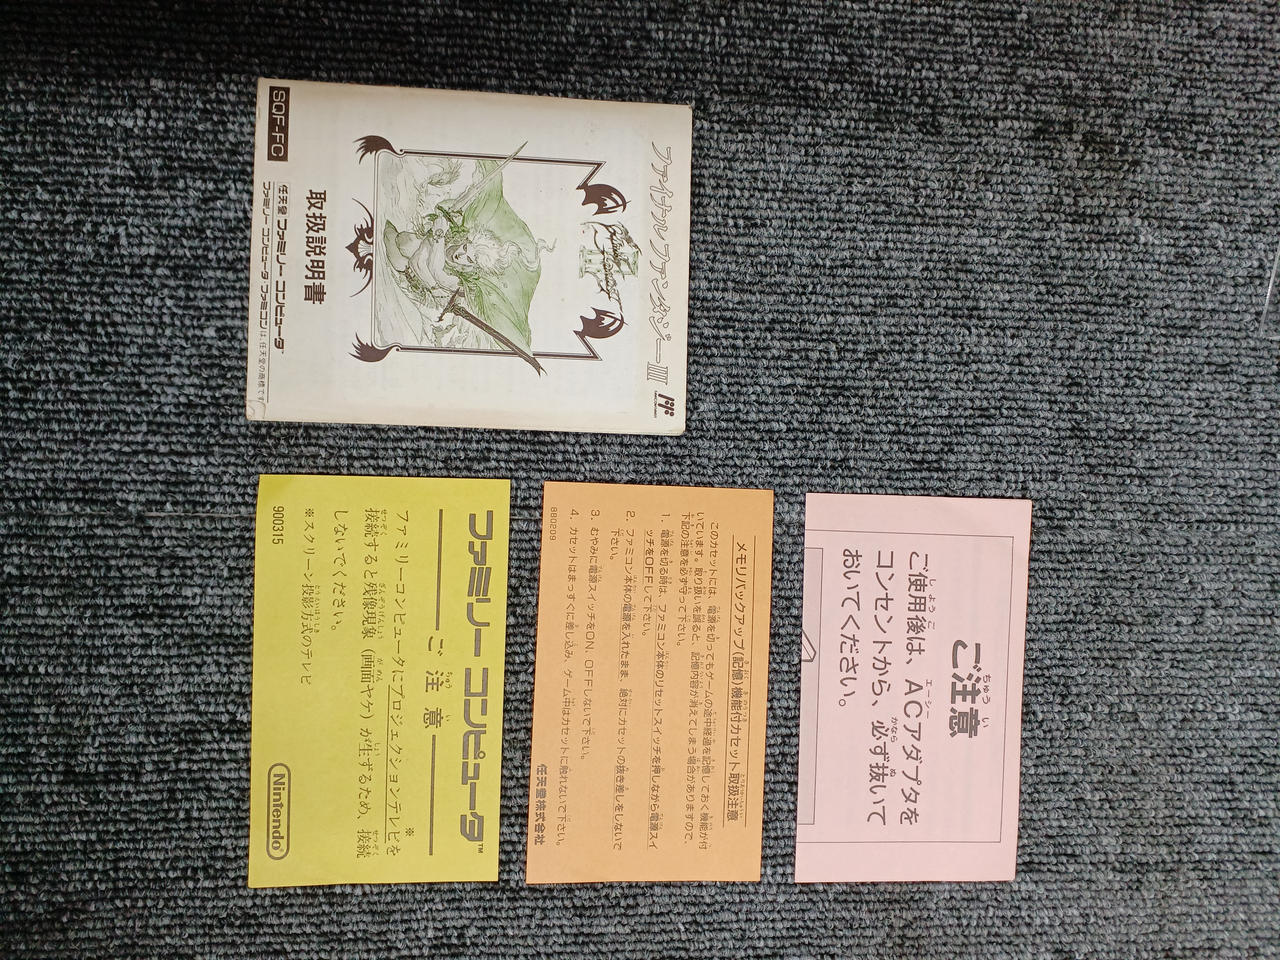 ファイナルファンタジーIII
FINAL FANTASY III
取扱説明書
任天堂 ファミリー コンピュータ™
SQF-FC
ファミリー コンピュータ・ファミコンは、任天堂の商標です
ご注意
ご使用後は、ACアダプタを
コンセントから、必ず抜いて
おいてください。
メモリバックアップ(記憶)機能付カセット取扱注意
このカセットには、電源を切ってもゲームの途中経過を記憶しておく機能が付
いています。取り扱いを誤ると、記憶内容が消えてしまう場合がありますので、
下記の注意を必ず守って下さい。
1. 電源を切る時は、ファミコン本体のリセットスイッチを押しながら電源スイ
ッチをOFFして下さい。
2. ファミコン本体の電源を入れたまま、絶対にカセットの抜き差しをしないで
下さい。
3. むやみに電源スイッチをON, OFFしないで下さい。
4. カセットはまっすぐに差し込み、ゲーム中はカセットに触れないで下さい。
880209
任天堂株式会社
ファミリー コンピュータ™
ご注意
ファミリーコンピュータにプロジェクションテレビ※を
接続すると残像現象(画面ヤケ)が生ずるため、接続
しないでください。
※スクリーン投影方式のテレビ
900315
Nintendo®